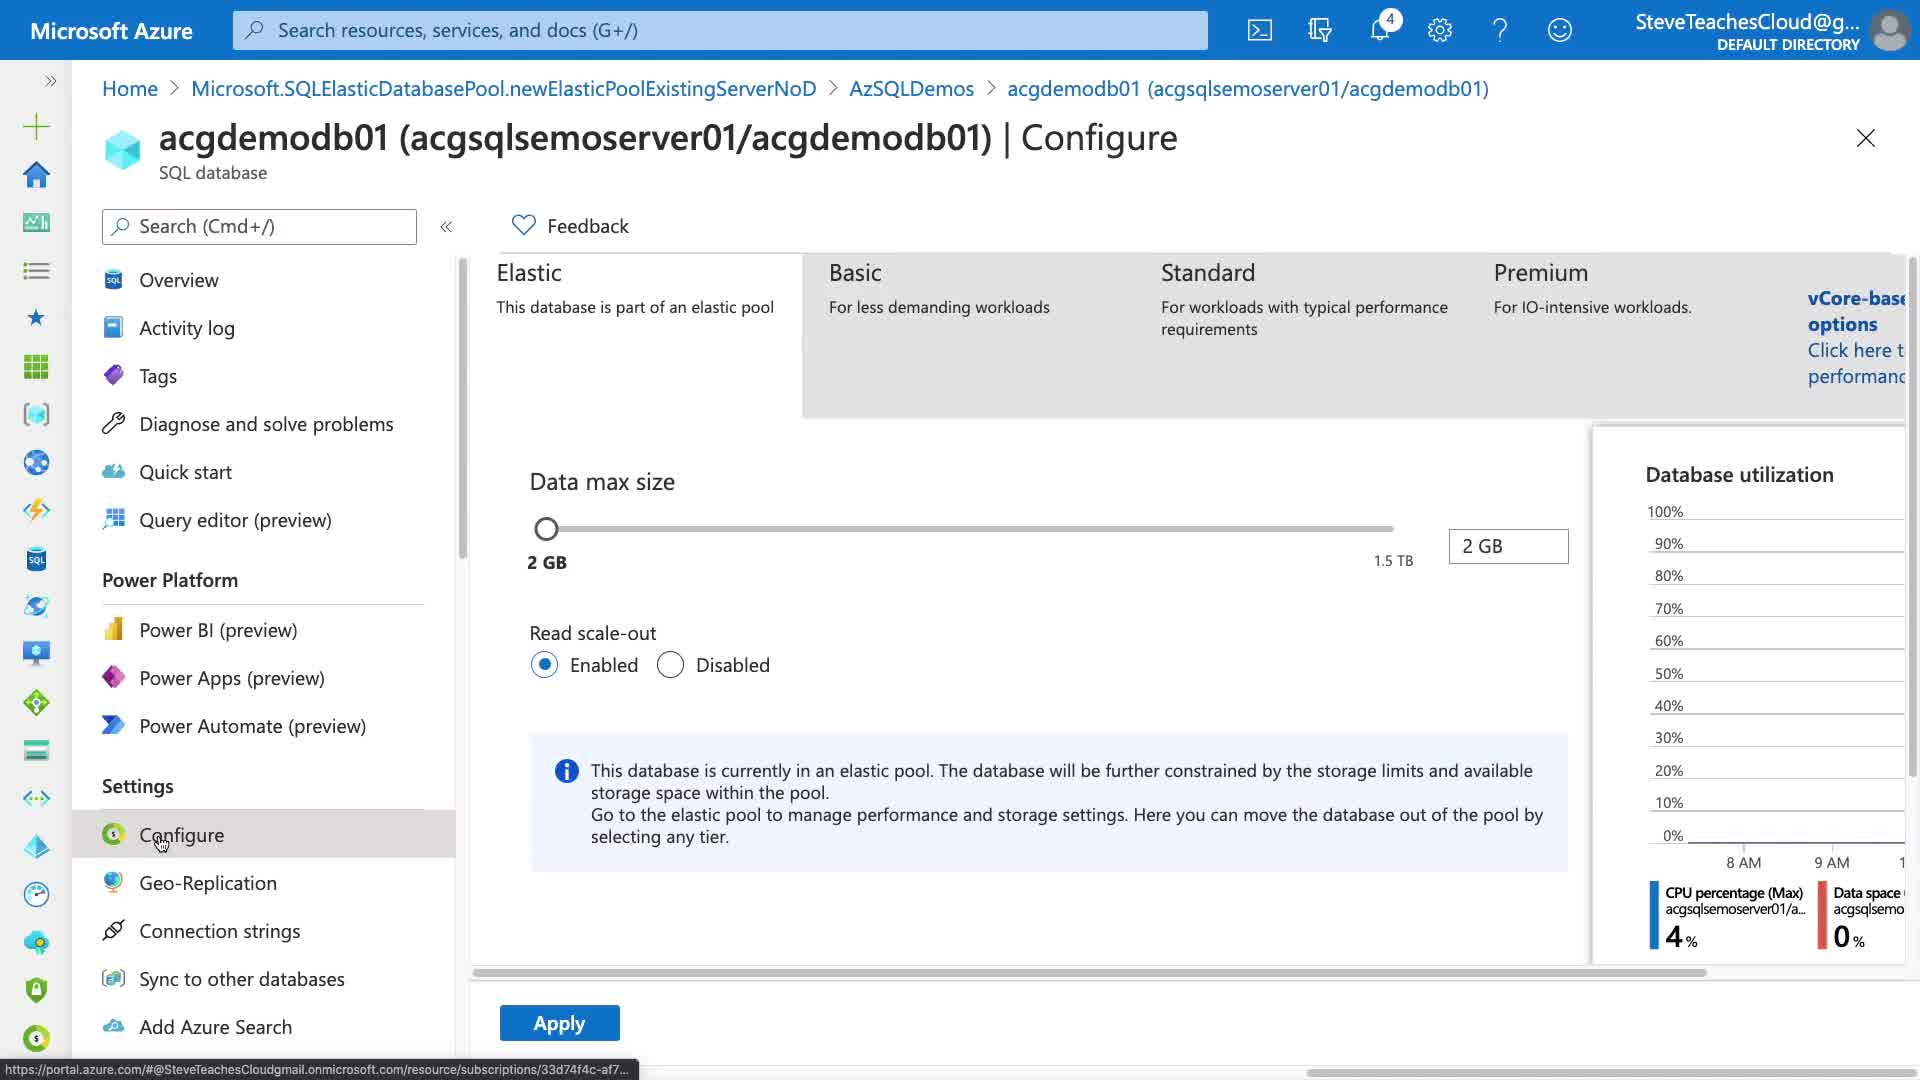 Microsoft Azure
Search resources, services, and docs (G+/)
4
SteveTeachesCloud@g...
DEFAULT DIRECTORY
Home > Microsoft.SQLElasticDatabasePool.newElasticPoolExistingServerNoD > AzSQLDemos > acgdemodb01 (acgsqlsemoserver01/acgdemodb01)
acgdemodb01 (acgsqlsemoserver01/acgdemodb01) | Configure
SQL database
Search (Cmd+/)
Feedback
Overview
Activity log
Tags
Diagnose and solve problems
Quick start
Query editor (preview)
Power Platform
Power BI (preview)
Power Apps (preview)
Power Automate (preview)
Settings
Configure
Geo-Replication
Connection strings
Sync to other databases
Add Azure Search
Elastic
This database is part of an elastic pool
Basic
For less demanding workloads
Standard
For workloads with typical performance
requirements
Premium
For IO-intensive workloads.
vCore-base
options
Click here t
performanc
Data max size
2 GB
1.5 TB
2 GB
Read scale-out
Enabled
Disabled
This database is currently in an elastic pool. The database will be further constrained by the storage limits and available
storage space within the pool.
Go to the elastic pool to manage performance and storage settings. Here you can move the database out of the pool by
selecting any tier.
Database utilization
100%
90%
80%
70%
60%
50%
40%
30%
20%
10%
0%
8 AM
9 AM
1
CPU percentage (Max)
acgsqlsemoserver01/a...
4 %
Data space
acgsqlsemo
0 %
Apply
https://portal.azure.com/#@SteveTeachesCloudgmail.onmicrosoft.com/resource/subscriptions/33d74f4c-af7...